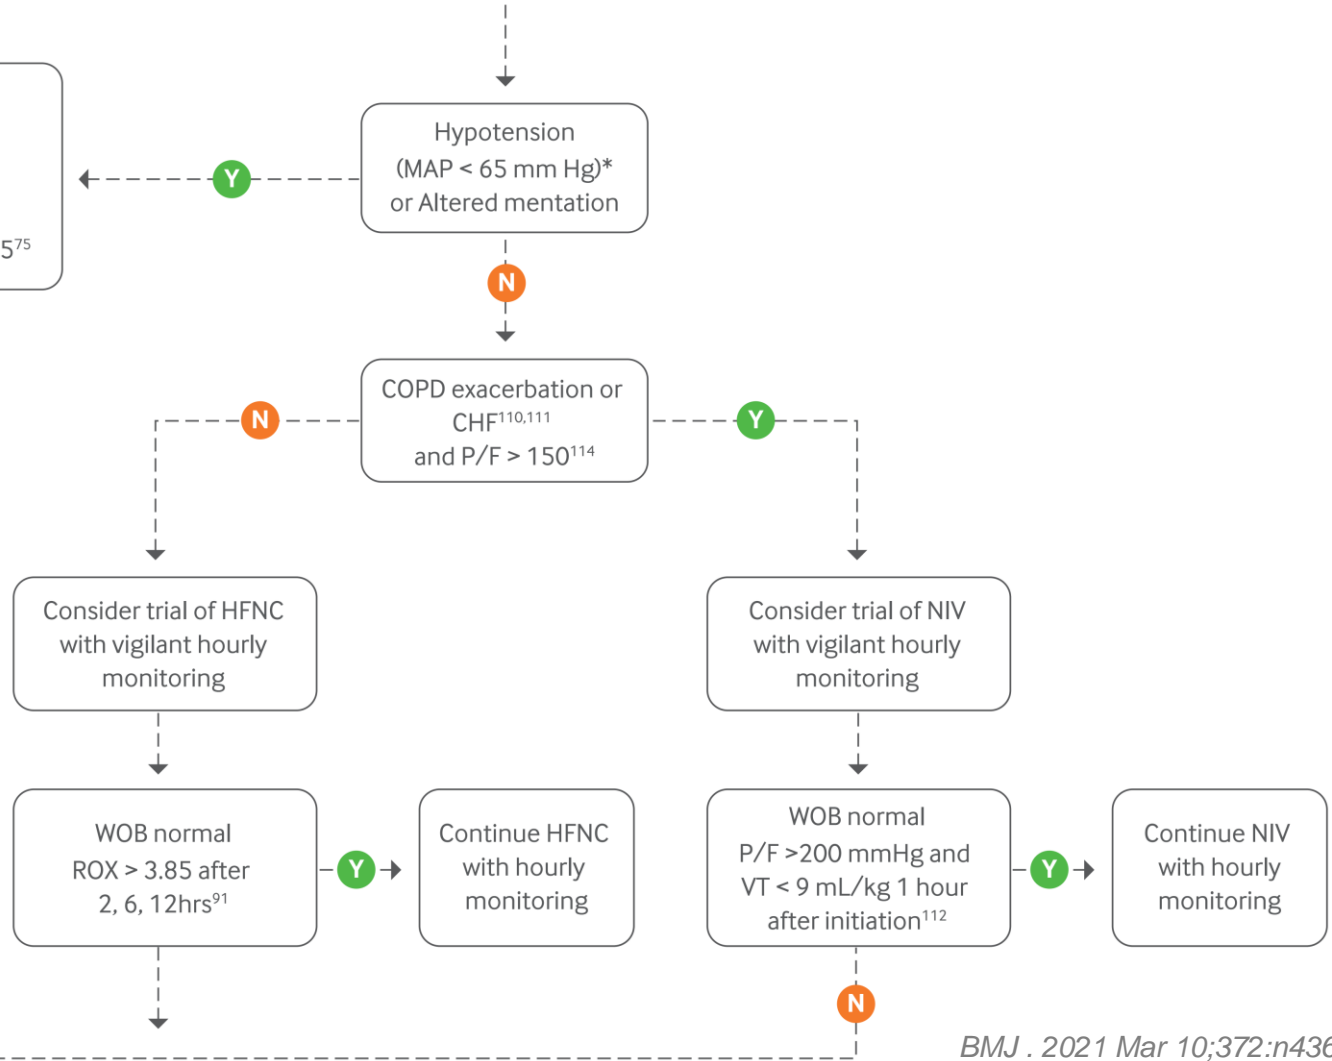 Hypotension
(MAP < 65 mm Hg)*
or Altered mentation
Y
5⁷⁵
N
COPD exacerbation or
CHF¹¹⁰,¹¹¹
and P/F > 150¹¹⁴
N
Y
Consider trial of HFNC
with vigilant hourly
monitoring
Consider trial of NIV
with vigilant hourly
monitoring
WOB normal
ROX > 3.85 after
2, 6, 12hrs⁹¹
Y
Continue HFNC
with hourly
monitoring
WOB normal
P/F >200 mmHg and
VT < 9 mL/kg 1 hour
after initiation¹¹²
Y
Continue NIV
with hourly
monitoring
N
BMJ . 2021 Mar 10;372:n436